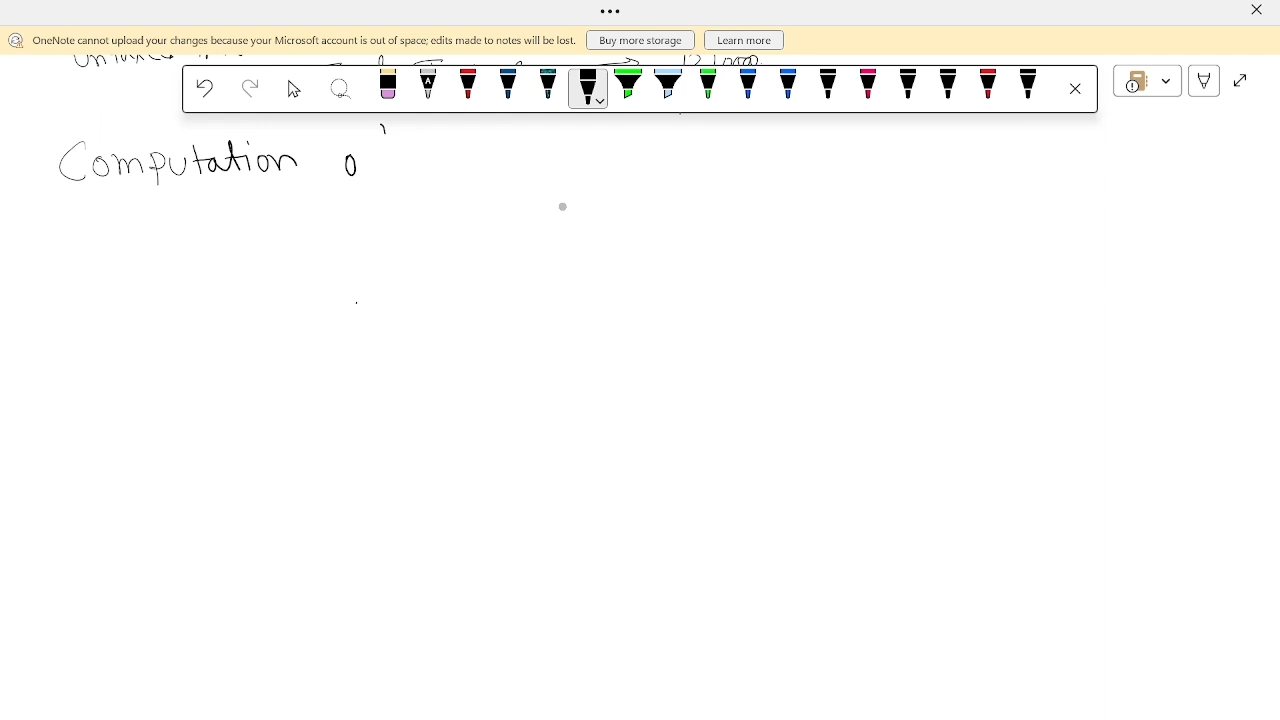 OneNote cannot upload your changes because your Microsoft account is out of space; edits made to notes will be lost. Buy more storage Learn more
Computation o